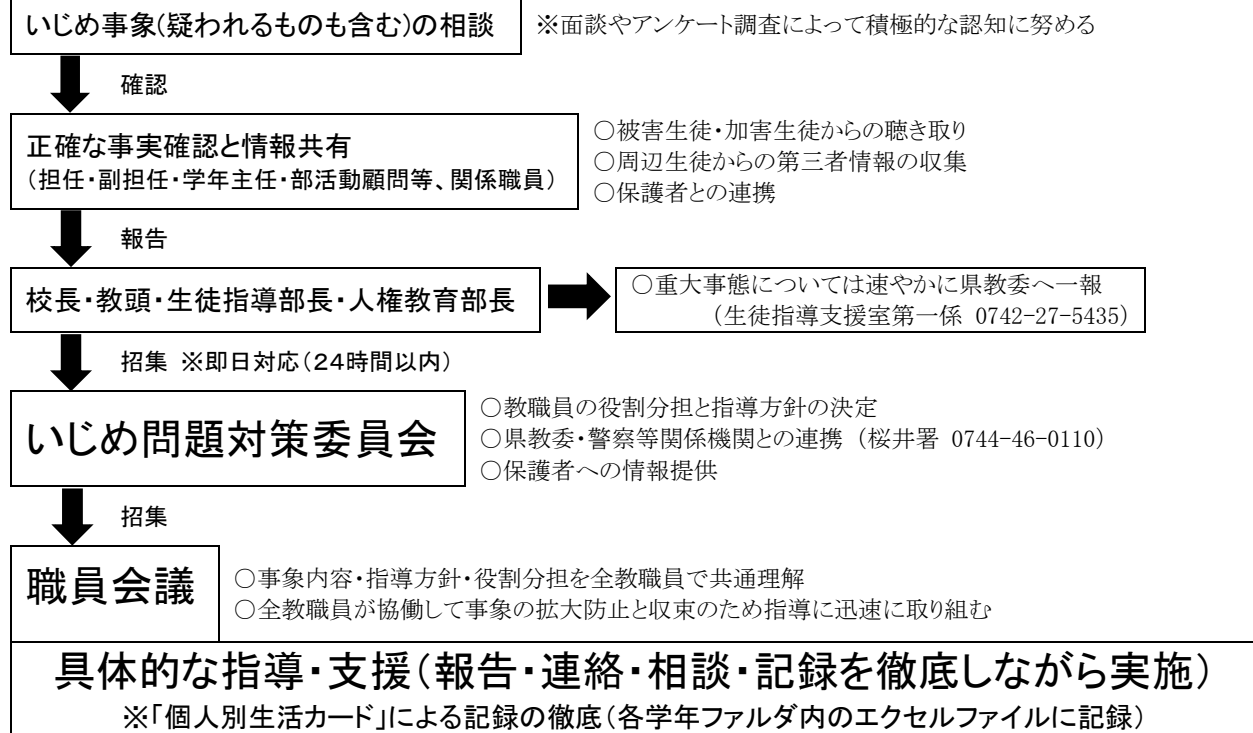 いじめ事象(疑われるものも含む)の相談
※面談やアンケート調査によって積極的な認知に努める
確認
正確な事実確認と情報共有
（担任・副担任・学年主任・部活動顧問等、関係職員）
○被害生徒・加害生徒からの聴き取り
○周辺生徒からの第三者情報の収集
○保護者との連携
報告
校長・教頭・生徒指導部長・人権教育部長
○重大事態については速やかに県教委へ一報
（生徒指導支援室第一係 0742-27-5435）
招集 ※即日対応（２４時間以内）
いじめ問題対策委員会
○教職員の役割分担と指導方針の決定
○県教委・警察等関係機関との連携（桜井署 0744-46-0110）
○保護者への情報提供
招集
職員会議
○事象内容・指導方針・役割分担を全教職員で共通理解
○全教職員が協働して事象の拡大防止と収束のため指導に迅速に取り組む
具体的な指導・支援（報告・連絡・相談・記録を徹底しながら実施）
※「個人別生活カード」による記録の徹底（各学年ファルダ内のエクセルファイルに記録）